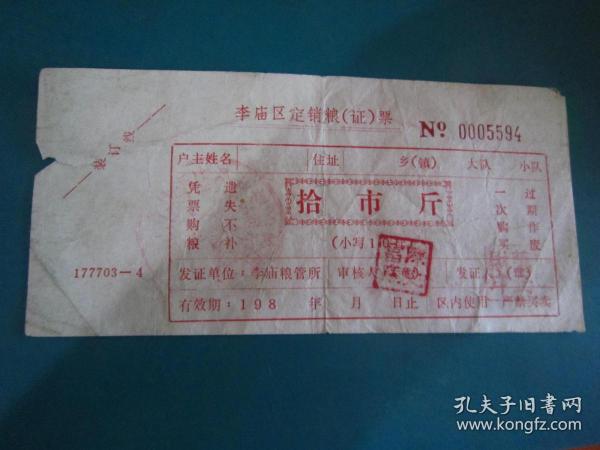 李庙区定销粮(证)票
Nº 0005594
装订线
户主姓名 住址 乡(镇) 大队 小队
凭票购粮
遗失不补
拾市斤
(小写1
一次购买
过期作废
177703-4
发证单位:李庙粮管所 审核人 发证人(章)
有效期:198 年 月 日止 区内使用 严禁买卖
孔夫子旧书网
www.kongfz.com